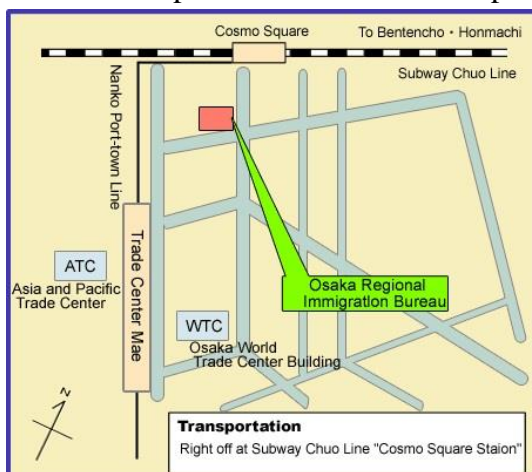 Cosmo Square
To Bentencho・Honmachi
Subway Chuo Line
Nanko Port-town Line
Trade Center Mae
ATC
Asia and Pacific
Trade Center
Osaka Regional
Immigration Bureau
WTC
Osaka World
Trade Center Building
N
Transportation
Right off at Subway Chuo Line "Cosmo Square Staion"